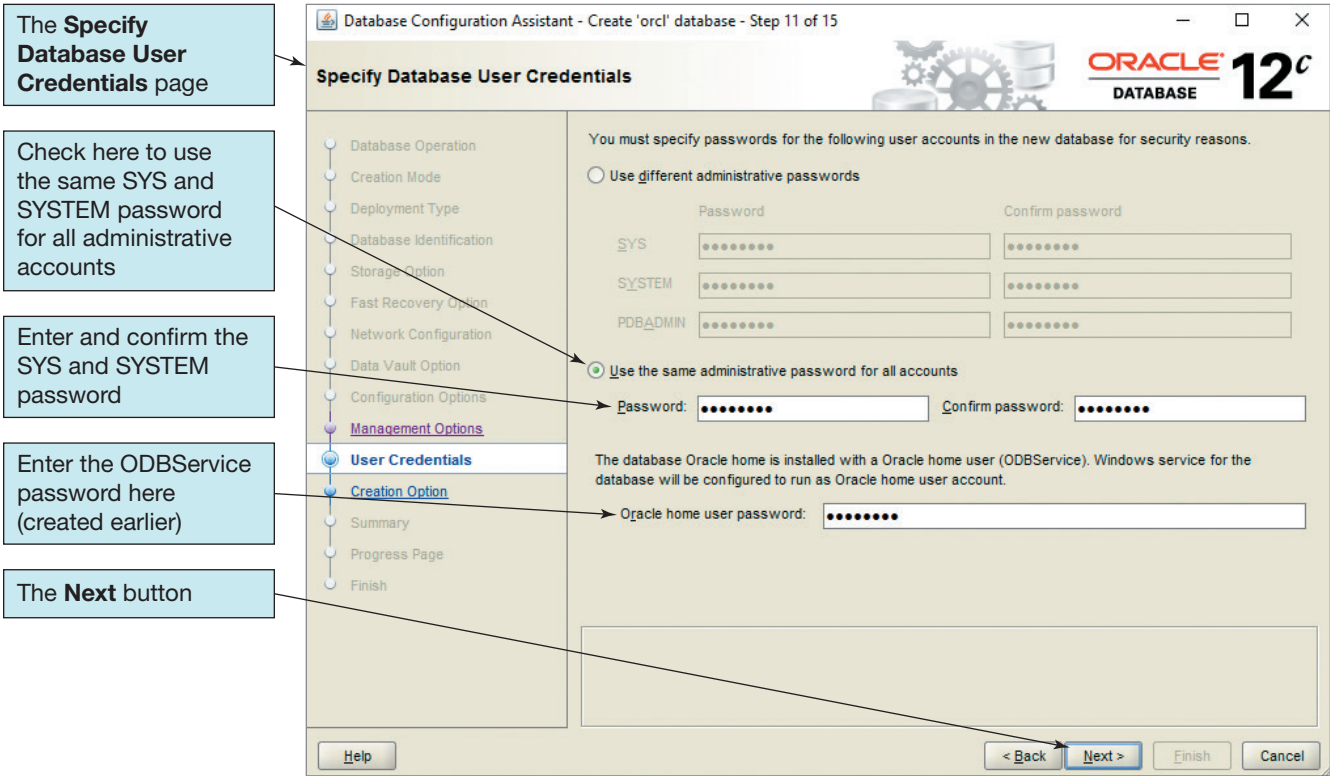 The Specify
Database User
Credentials page
Check here to use
the same SYS and
SYSTEM password
for all administrative
accounts
Enter and confirm the
SYS and SYSTEM
password
Enter the ODBService
password here
(created earlier)
The Next button
Database Configuration Assistant - Create 'orcl' database - Step 11 of 15
Specify Database User Credentials
ORACLE
DATABASE
12c
Database Operation
Creation Mode
Deployment Type
Database Identification
Storage Option
Fast Recovery Option
Network Configuration
Data Vault Option
Configuration Options
Management Options
User Credentials
Creation Option
Summary
Progress Page
Finish
You must specify passwords for the following user accounts in the new database for security reasons.
Use different administrative passwords
Password Confirm password
SYS
SYSTEM
PDBADMIN
Use the same administrative password for all accounts
Password: Confirm password:
The database Oracle home is installed with a Oracle home user (ODBService). Windows service for the
database will be configured to run as Oracle home user account.
Oracle home user password:
Help < Back Next > Finish Cancel